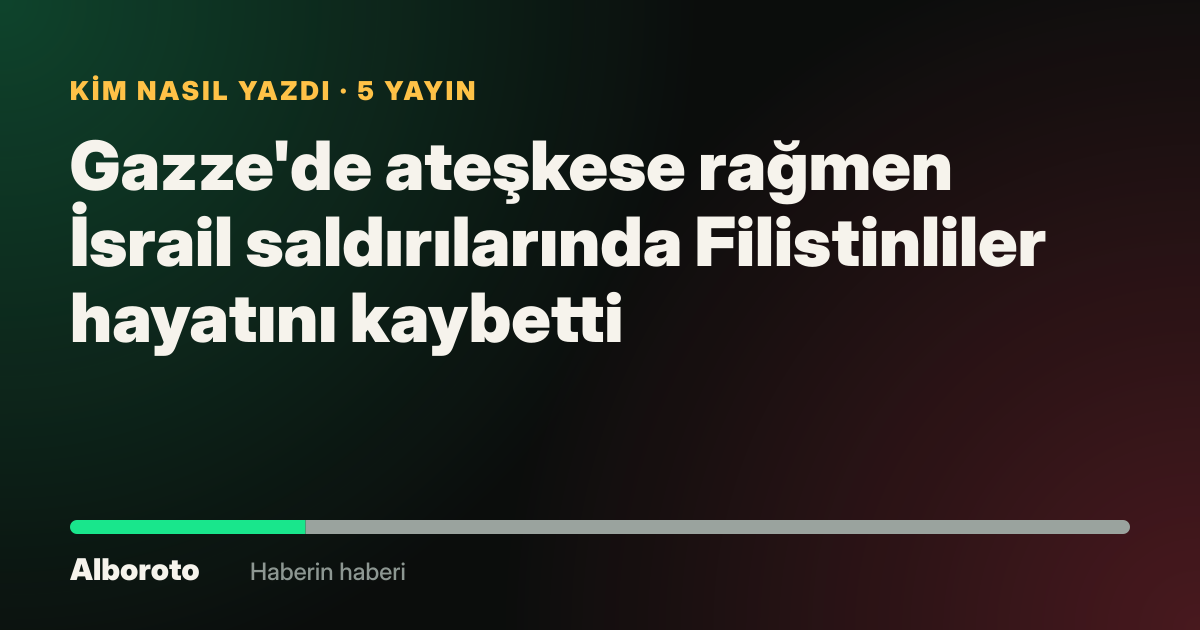 KİM NASIL YAZDI · 5 YAYIN
Gazze'de ateşkese rağmen
İsrail saldırılarında Filistinliler
hayatını kaybetti
Alboroto
Haberin haberi